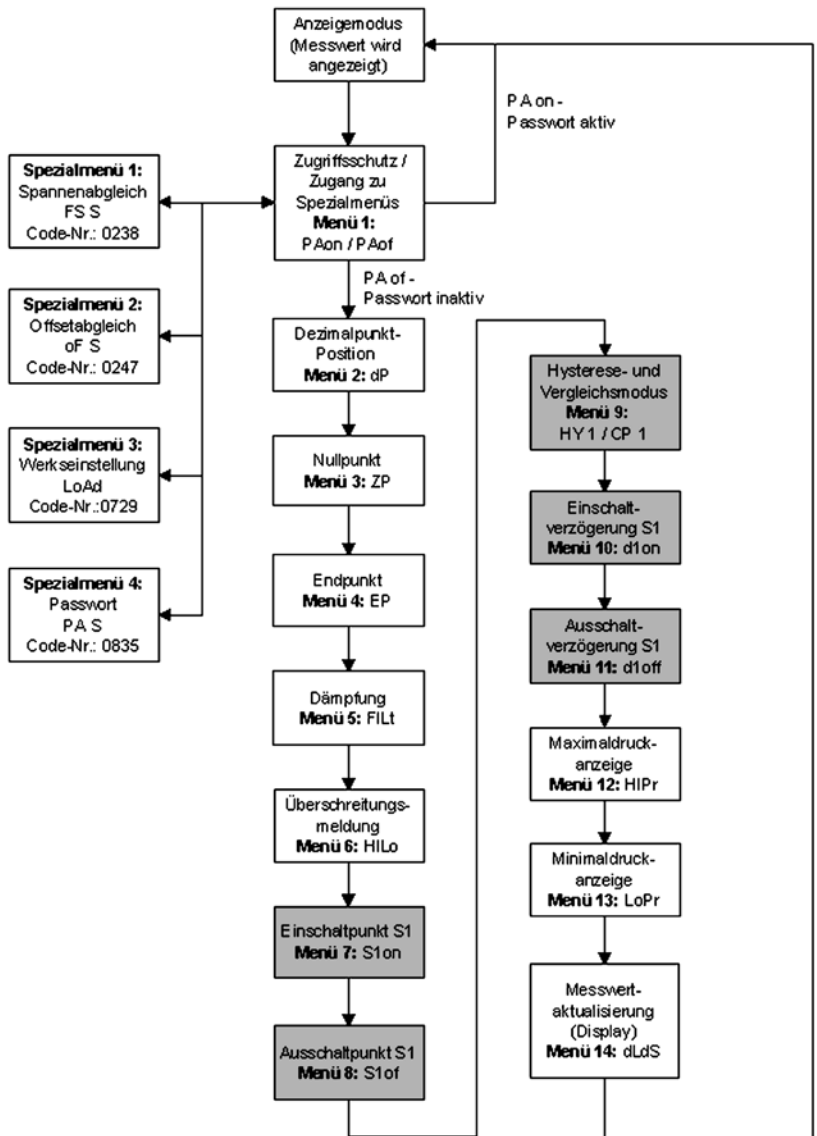 Anzeigemodus
(Messwert wird
angezeigt)
PA on -
Passwort aktiv
Zugriffsschutz /
Zugang zu
Spezialmenüs
Menü 1:
PAon / PAof
PA of -
Passwort inaktiv
Spezialmenü 1:
Spannenabgleich
FS S
Code-Nr.: 0238
Spezialmenü 2:
Offsetabgleich
oF S
Code-Nr.: 0247
Spezialmenü 3:
Werkseinstellung
LoAd
Code-Nr.:0729
Spezialmenü 4:
Passwort
PA S
Code-Nr.: 0835
Dezimalpunkt-
Position
Menü 2: dP
Nullpunkt
Menü 3: ZP
Endpunkt
Menü 4: EP
Dämpfung
Menü 5: FILt
Überschreitungs-
meldung
Menü 6: HILo
Einschaltpunkt S1
Menü 7: S1on
Ausschaltpunkt S1
Menü 8: S1of
Hysterese- und
Vergleichsmodus
Menü 9:
HY 1 / CP 1
Einschalt-
verzögerung S1
Menü 10: d1on
Ausschalt-
verzögerung S1
Menü 11: d1off
Maximaldruck-
anzeige
Menü 12: HIPr
Minimaldruck-
anzeige
Menü 13: LoPr
Messwert-
aktualisierung
(Display)
Menü 14: dLdS